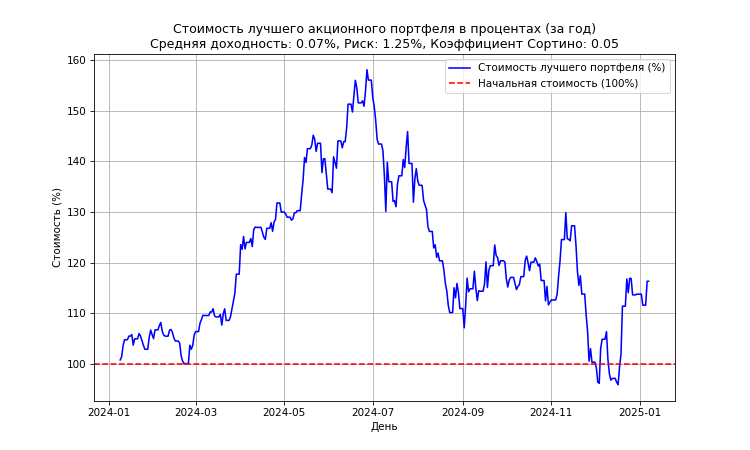 Стоимость лучшего акционного портфеля в процентах (за год)
Средняя доходность: 0.07%, Риск: 1.25%, Коэффициент Сортино: 0.05
Стоимость лучшего портфеля (%)
Начальная стоимость (100%)
Стоимость (%)
160
150
140
130
120
110
100
2024-01
2024-03
2024-05
2024-07
2024-09
2024-11
2025-01
День